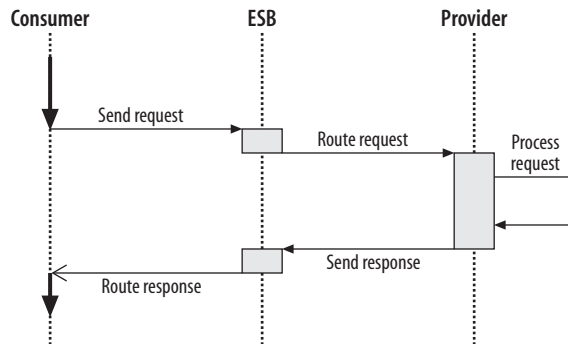 Consumer
ESB
Provider
Send request
Route request
Process
request
Send response
Route response